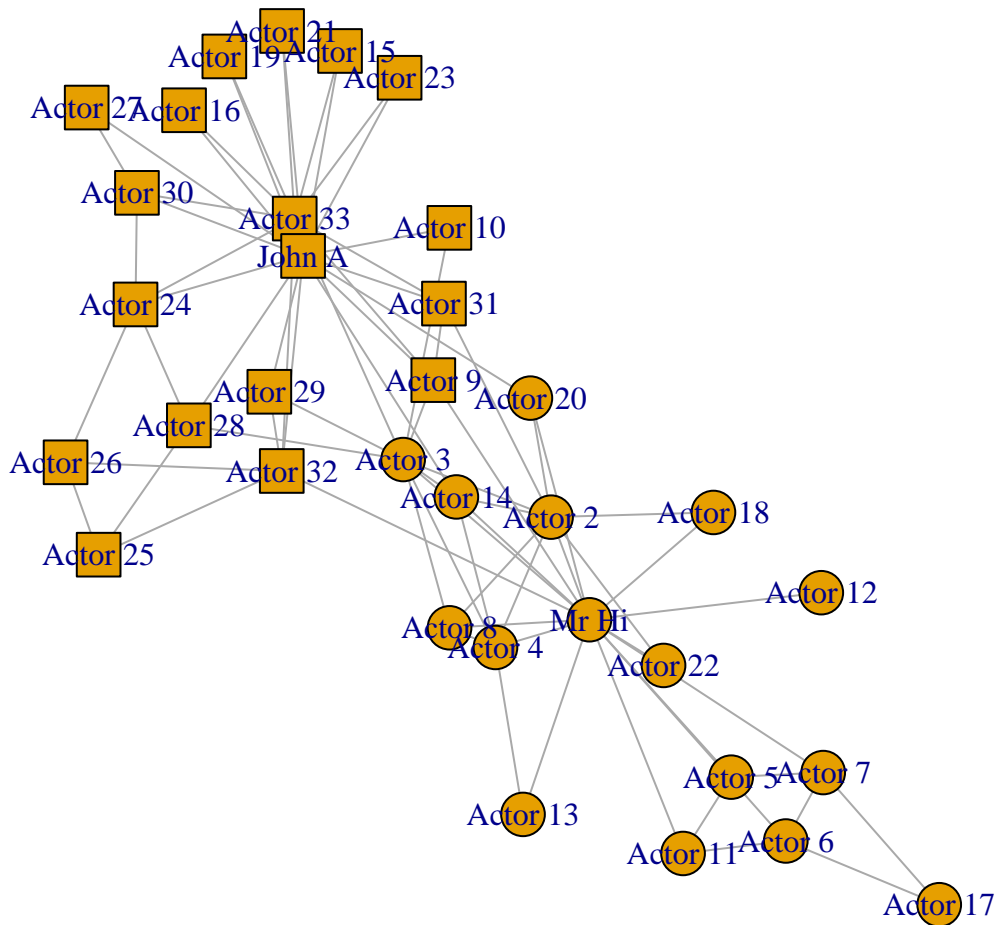 Actor 21
Actor 19
Actor 15
Actor 23
Actor 27
Actor 16
Actor 30
Actor 33
Actor 10
John A
Actor 24
Actor 31
Actor 9
Actor 29
Actor 20
Actor 28
Actor 3
Actor 26
Actor 32
Actor 14
Actor 2
Actor 18
Actor 25
Actor 12
Mr Hi
Actor 8
Actor 4
Actor 22
Actor 5
Actor 7
Actor 13
Actor 6
Actor 11
Actor 17